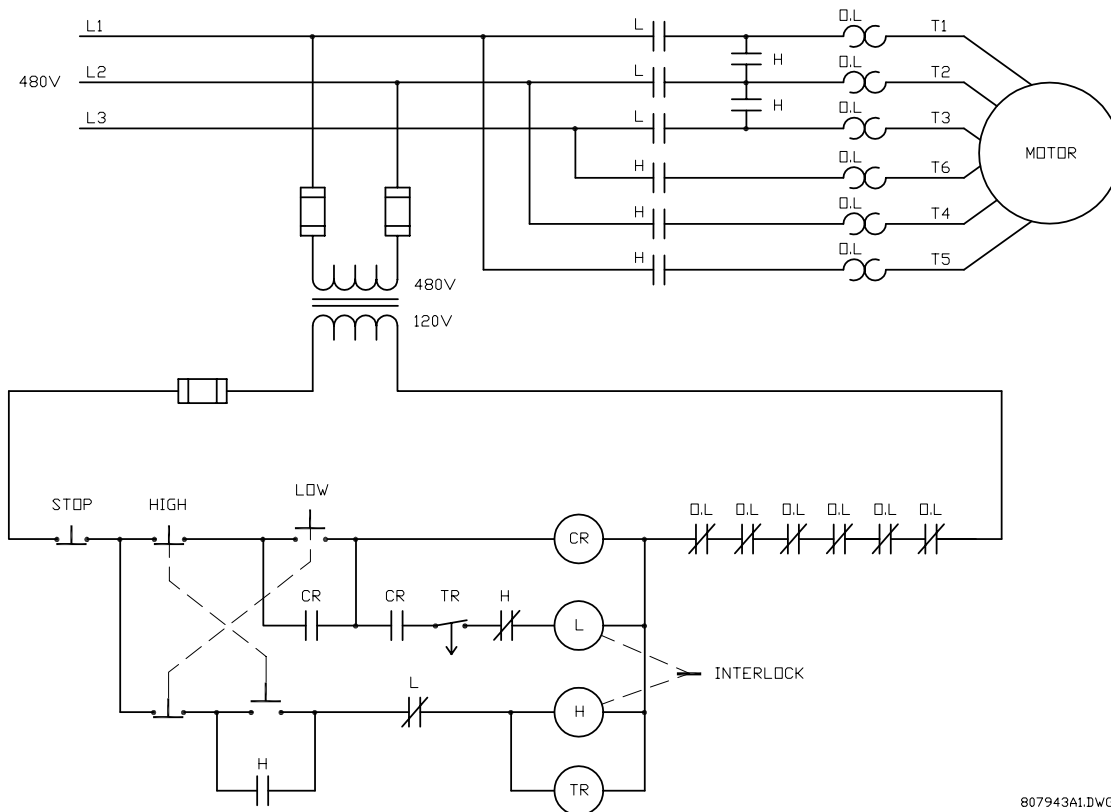 L1
L O.L T1
480V L2
L H O.L T2
L3
L H O.L T3
MOTOR
H O.L T6
H O.L T4
H O.L T5
480V
120V
STOP HIGH LOW
CR
O.L O.L O.L O.L O.L O.L
CR CR TR H
L
INTERLOCK
L
H
H
TR
807943A1.DWG